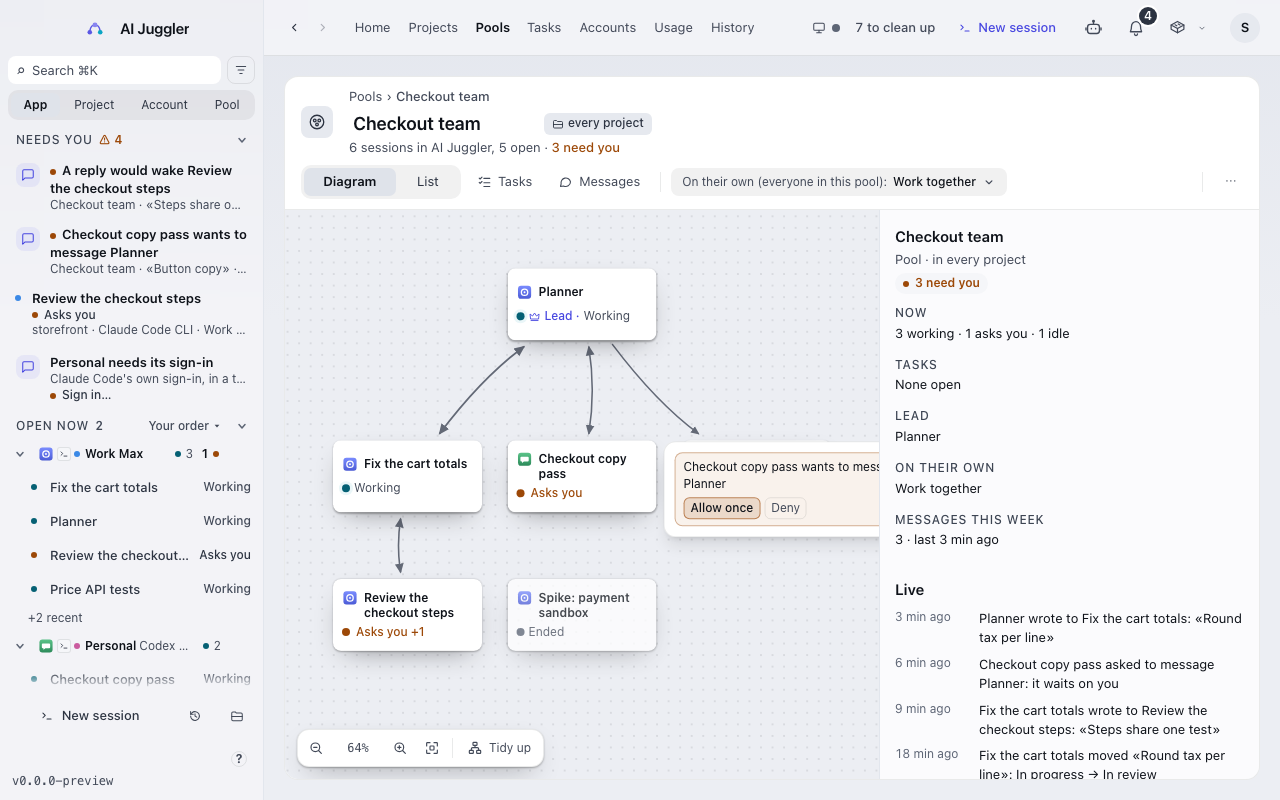 AI Juggler
Search ⌘K
App Project Account Pool
NEEDS YOU 4
A reply would wake Review
the checkout steps
Checkout team · «Steps share o…
Checkout copy pass wants to
message Planner
Checkout team · «Button copy» ·…
Review the checkout steps
Asks you
storefront · Claude Code CLI · Work …
Personal needs its sign-in
Claude Code's own sign-in, in a t…
Sign in…
OPEN NOW 2 Your order
Work Max 3 1
Fix the cart totals Working
Planner Working
Review the checkout… Asks you
Price API tests Working
+2 recent
Personal Codex … 2
Checkout copy pass Working
New session
?
v0.0.0-preview
Home Projects Pools Tasks Accounts Usage History
7 to clean up
New session
4
S
Pools › Checkout team
Checkout team every project
6 sessions in AI Juggler, 5 open · 3 need you
Diagram List Tasks Messages On their own (everyone in this pool): Work together ···
Planner
Lead · Working
Fix the cart totals
Working
Checkout copy
pass
Asks you
Checkout copy pass wants to mess
Planner
Allow once Deny
Review the
checkout steps
Asks you +1
Spike: payment
sandbox
Ended
64% Tidy up
Checkout team
Pool · in every project
3 need you
NOW
3 working · 1 asks you · 1 idle
TASKS
None open
LEAD
Planner
ON THEIR OWN
Work together
MESSAGES THIS WEEK
3 · last 3 min ago
Live
3 min ago Planner wrote to Fix the cart totals: «Round
tax per line»
6 min ago Checkout copy pass asked to message
Planner: it waits on you
9 min ago Fix the cart totals wrote to Review the
checkout steps: «Steps share one test»
18 min ago Fix the cart totals moved «Round tax per
line»: In progress → In review